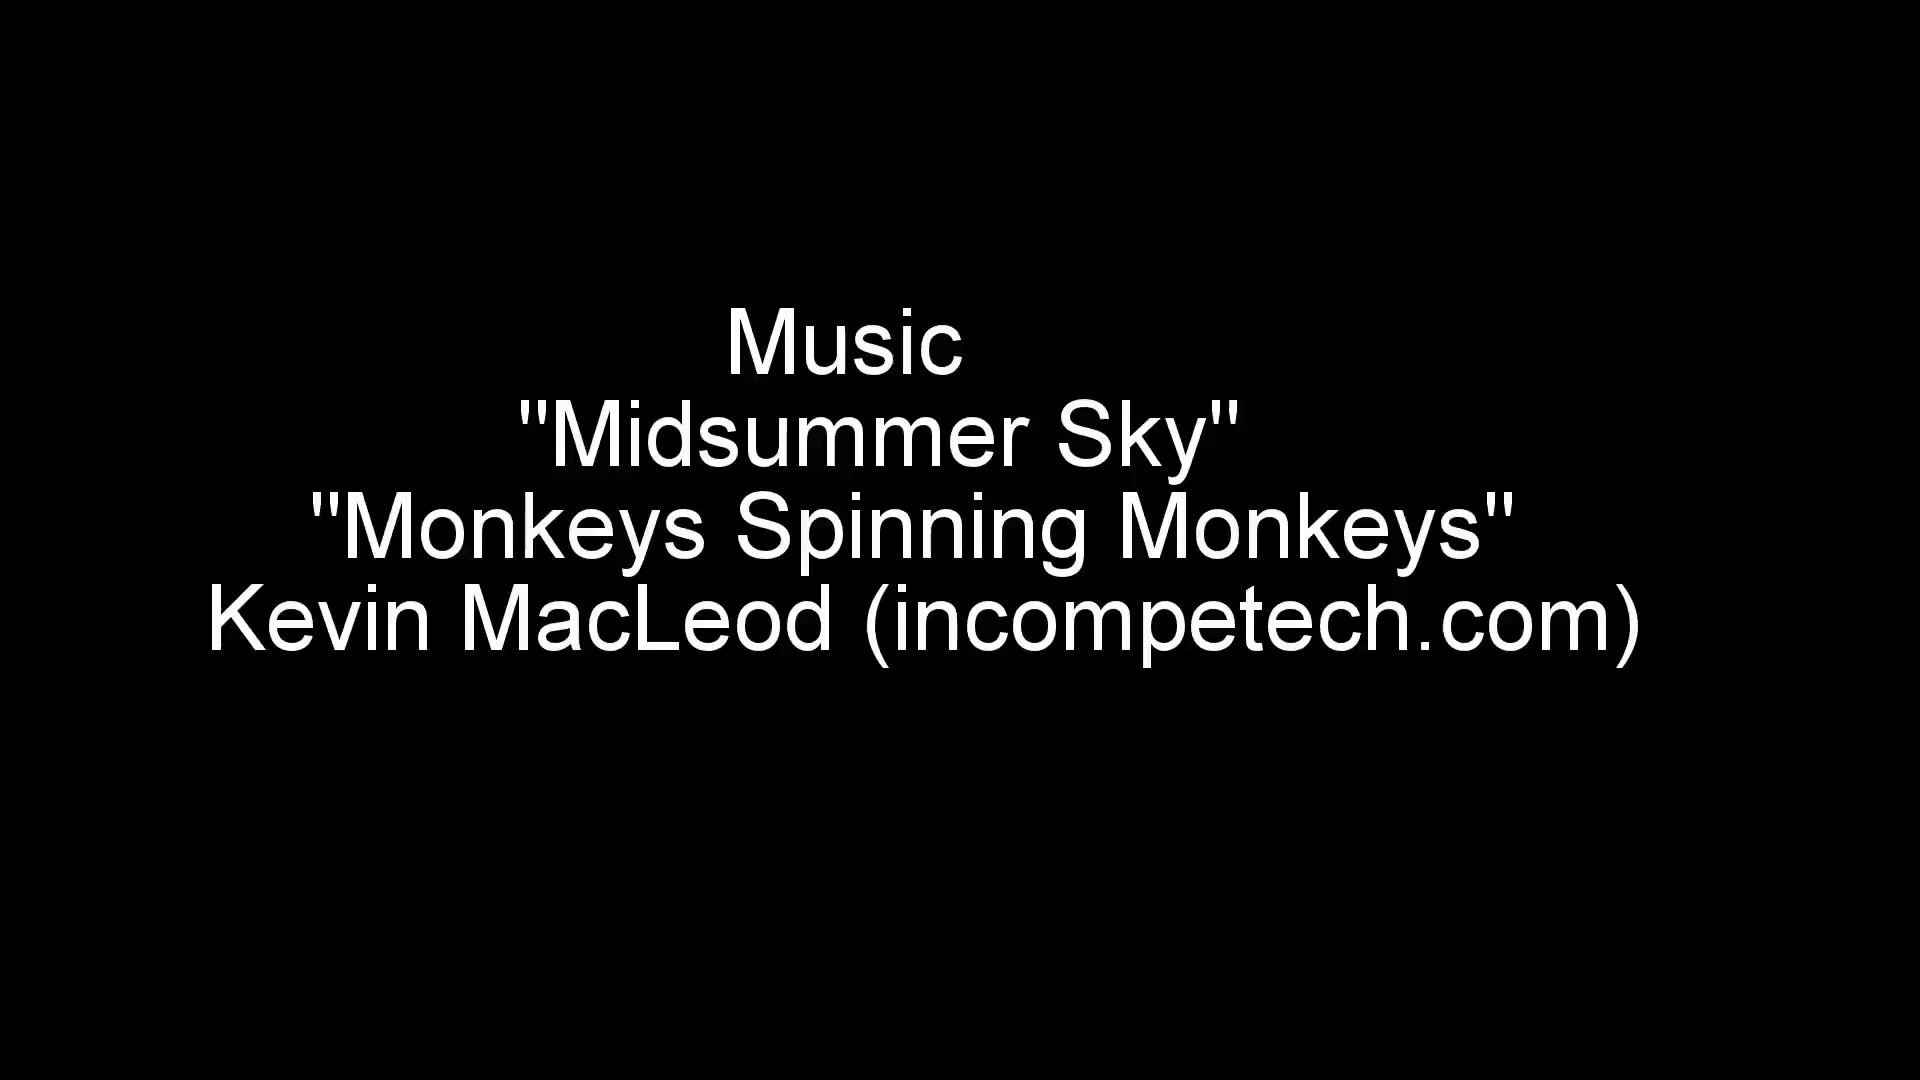 Music
"Midsummer Sky"
"Monkeys Spinning Monkeys"
Kevin MacLeod (incompetech.com)